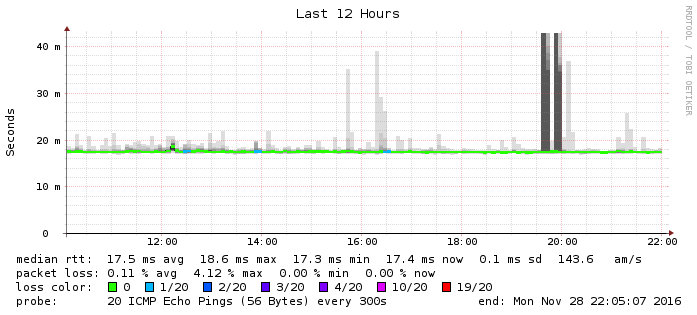 Last 12 Hours
RRDTOOL / TOBI OETIKER
Seconds
40 m
30 m
20 m
10 m
0
12:00 14:00 16:00 18:00 20:00 22:00
median rtt: 17.5 ms avg 18.6 ms max 17.3 ms min 17.4 ms now 0.1 ms sd 143.6 am/s
packet loss: 0.11 % avg 4.12 % max 0.00 % min 0.00 % now
loss color: 0 1/20 2/20 3/20 4/20 10/20 19/20
probe: 20 ICMP Echo Pings (56 Bytes) every 300s end: Mon Nov 28 22:05:07 2016